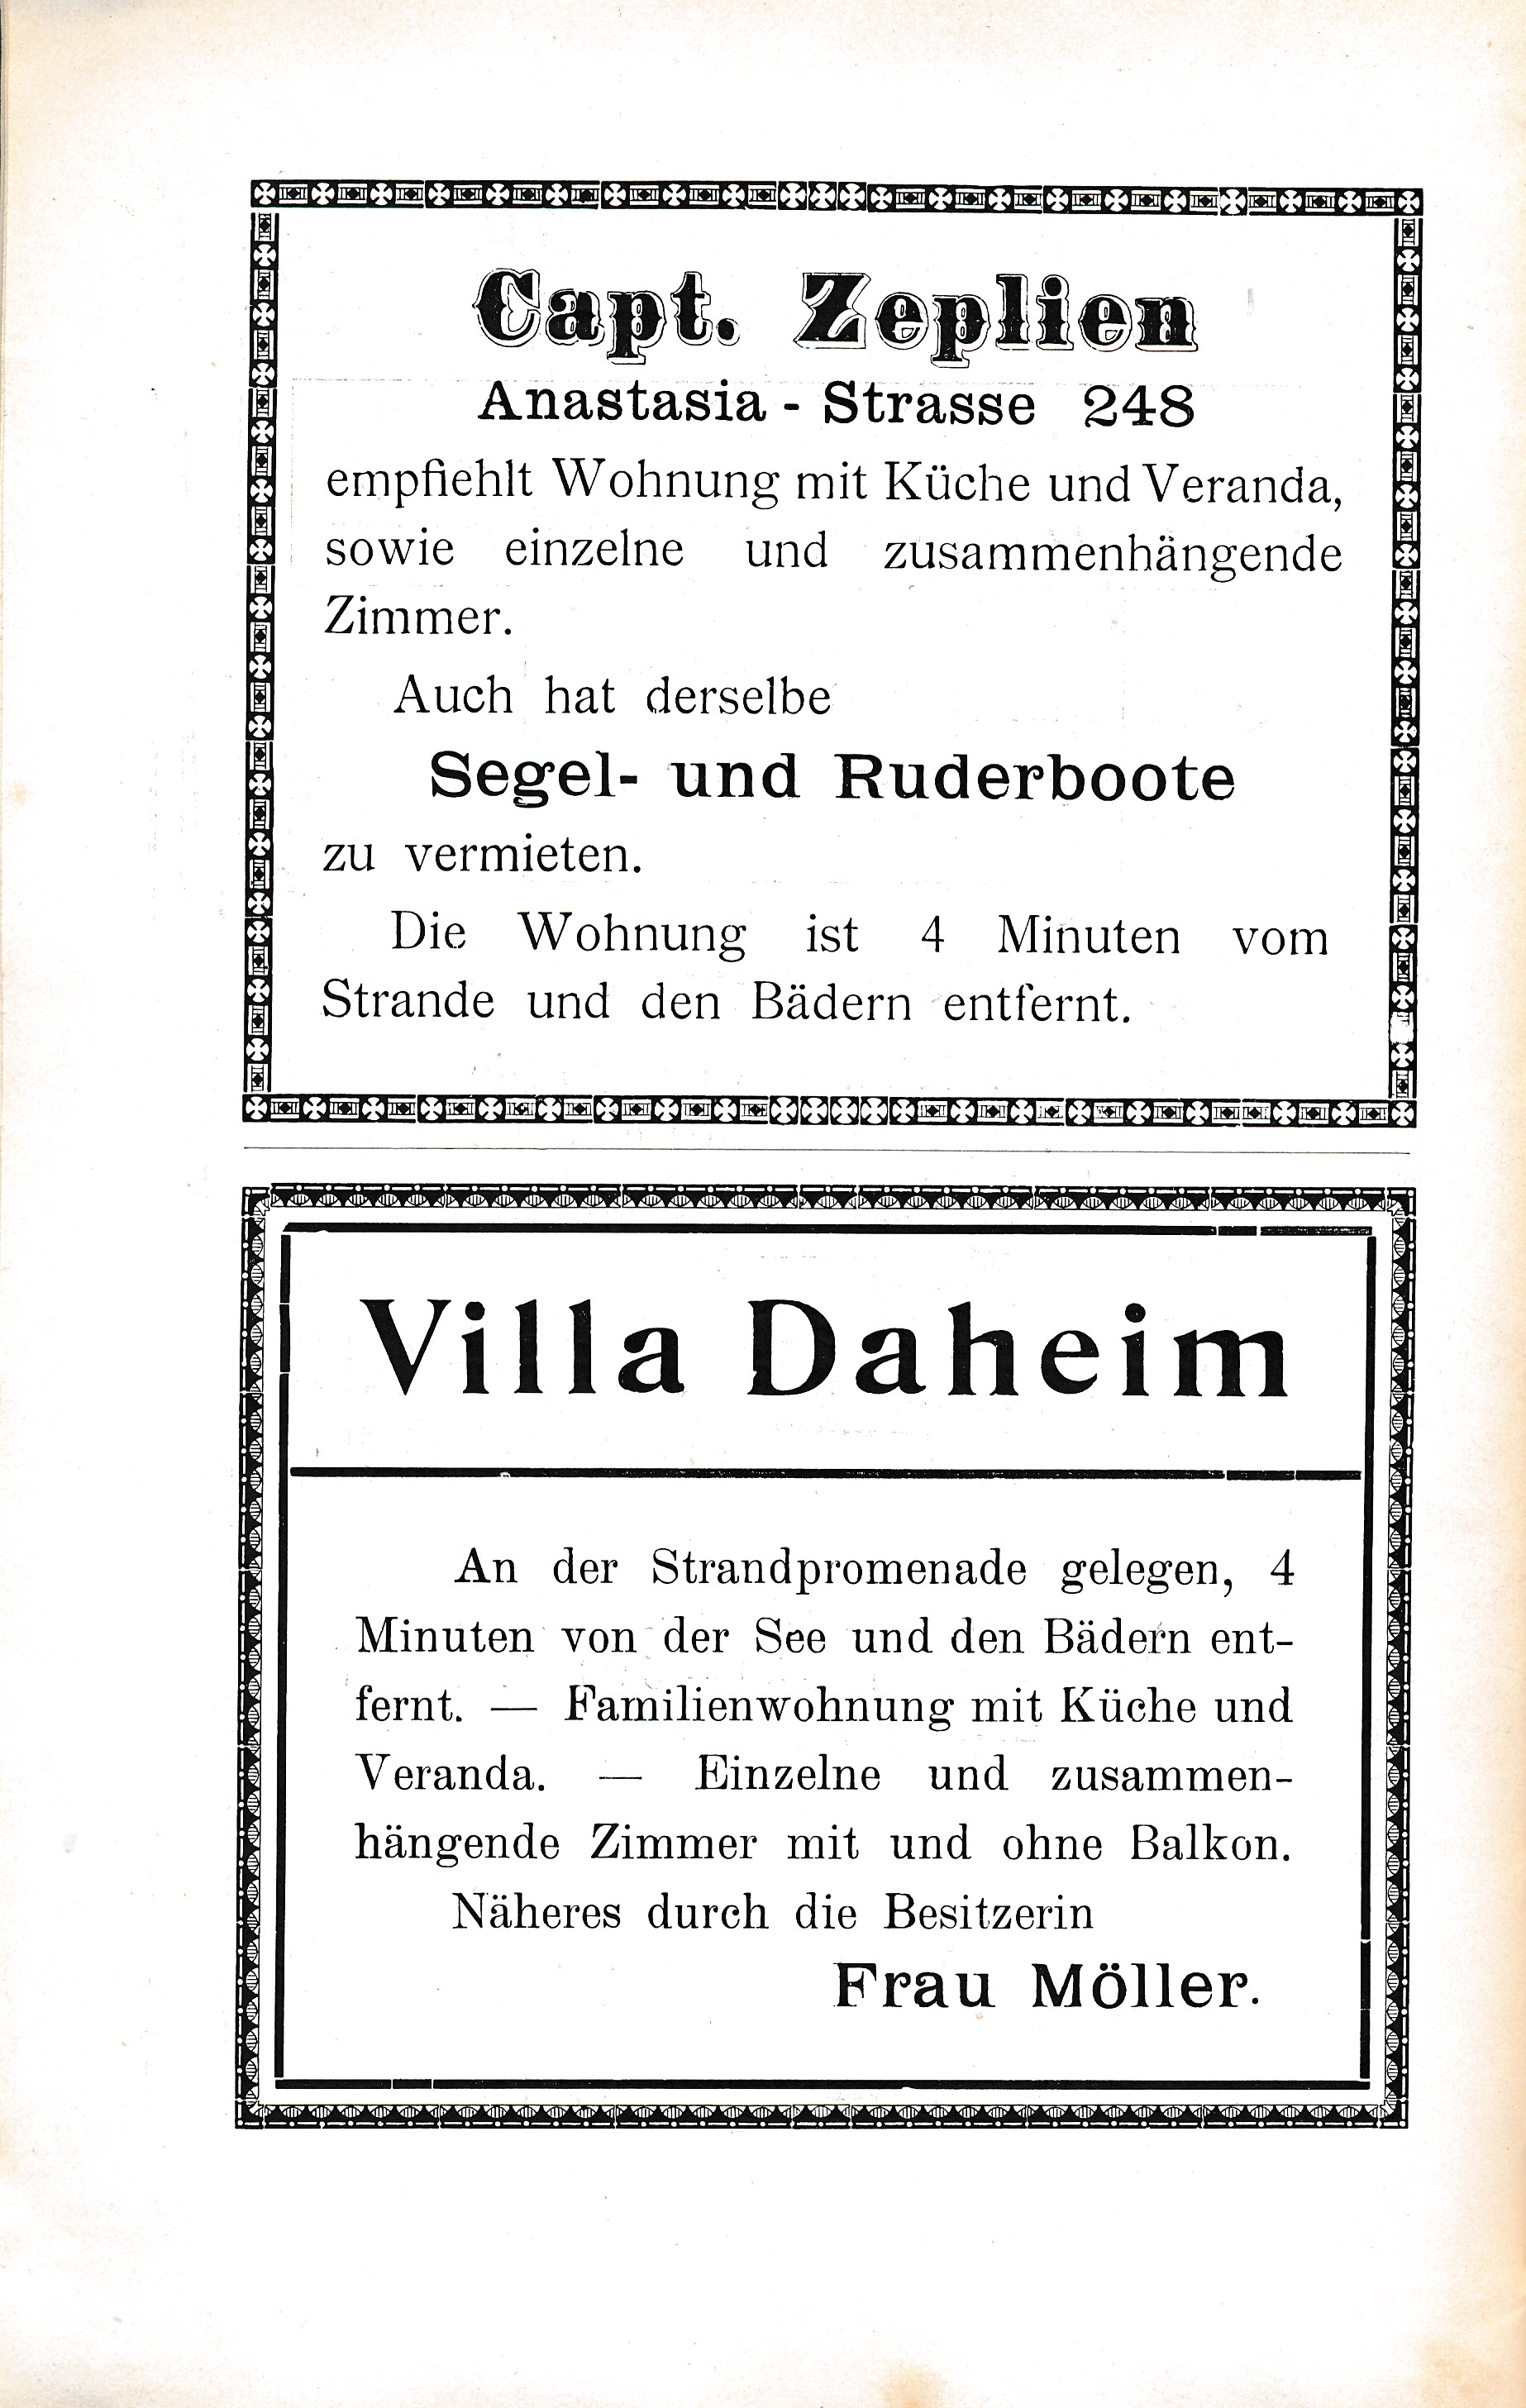 Capt. Zeplien
Anastasia - Strasse 248
empfiehlt Wohnung mit Küche und Veranda,
sowie einzelne und zusammenhängende
Zimmer.
Auch hat derselbe
Segel- und Ruderboote
zu vermieten.
Die Wohnung ist 4 Minuten vom
Strande und den Bädern entfernt.
Villa Daheim
An der Strandpromenade gelegen, 4
Minuten von der See und den Bädern ent-
fernt. — Familienwohnung mit Küche und
Veranda. — Einzelne und zusammen-
hängende Zimmer mit und ohne Balkon.
Näheres durch die Besitzerin
Frau Möller.